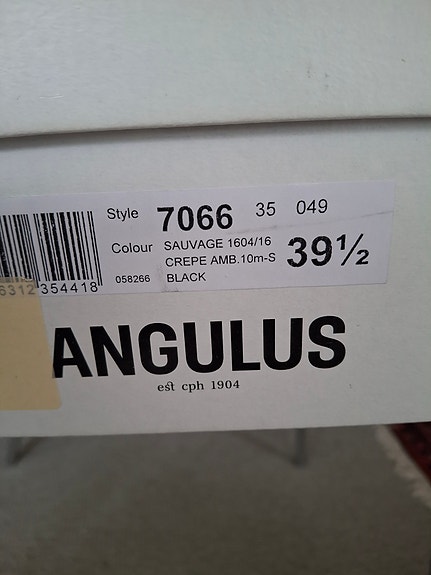 Style 7066 35 049
Colour SAUVAGE 1604/16
CREPE AMB.10m-S 39½
058266 BLACK
6312 354418
ANGULUS
est cph 1904